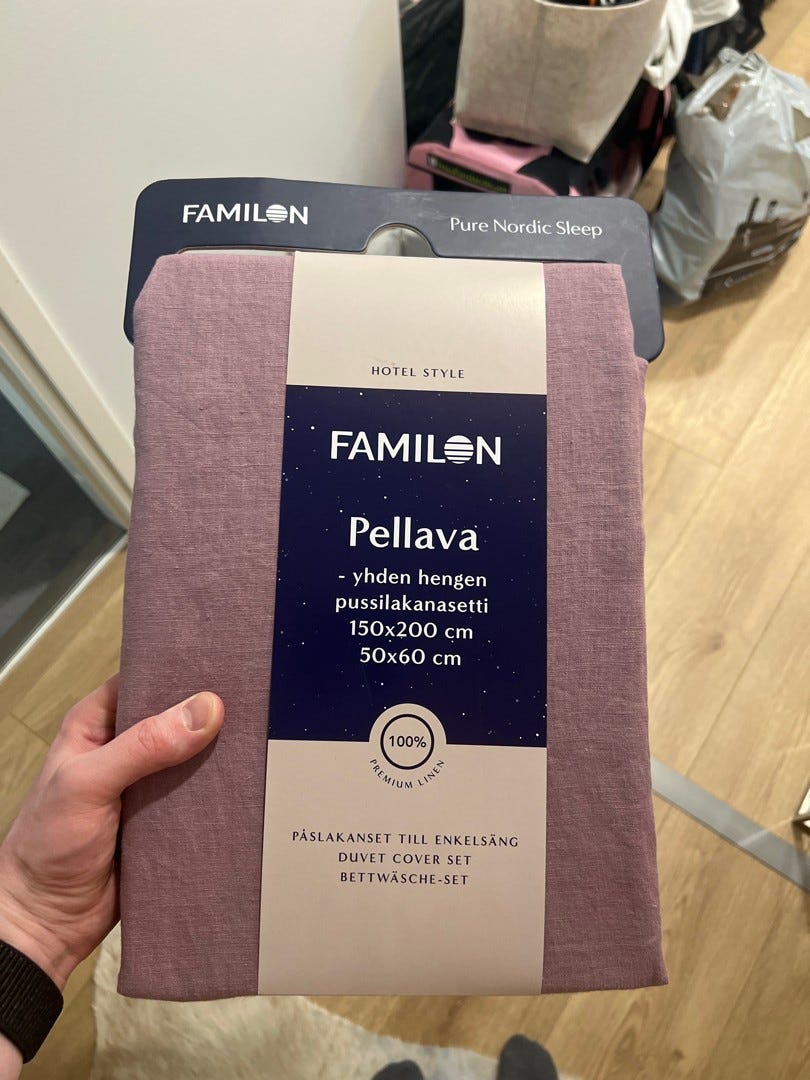 FAMILON
Pure Nordic Sleep
HOTEL STYLE
FAMILON
Pellava
- yhden hengen
pussilakanasetti
150x200 cm
50x60 cm
100%
PREMIUM LINEN
PÅSLAKANSET TILL ENKELSÄNG
DUVET COVER SET
BETTWÄSCHE-SET